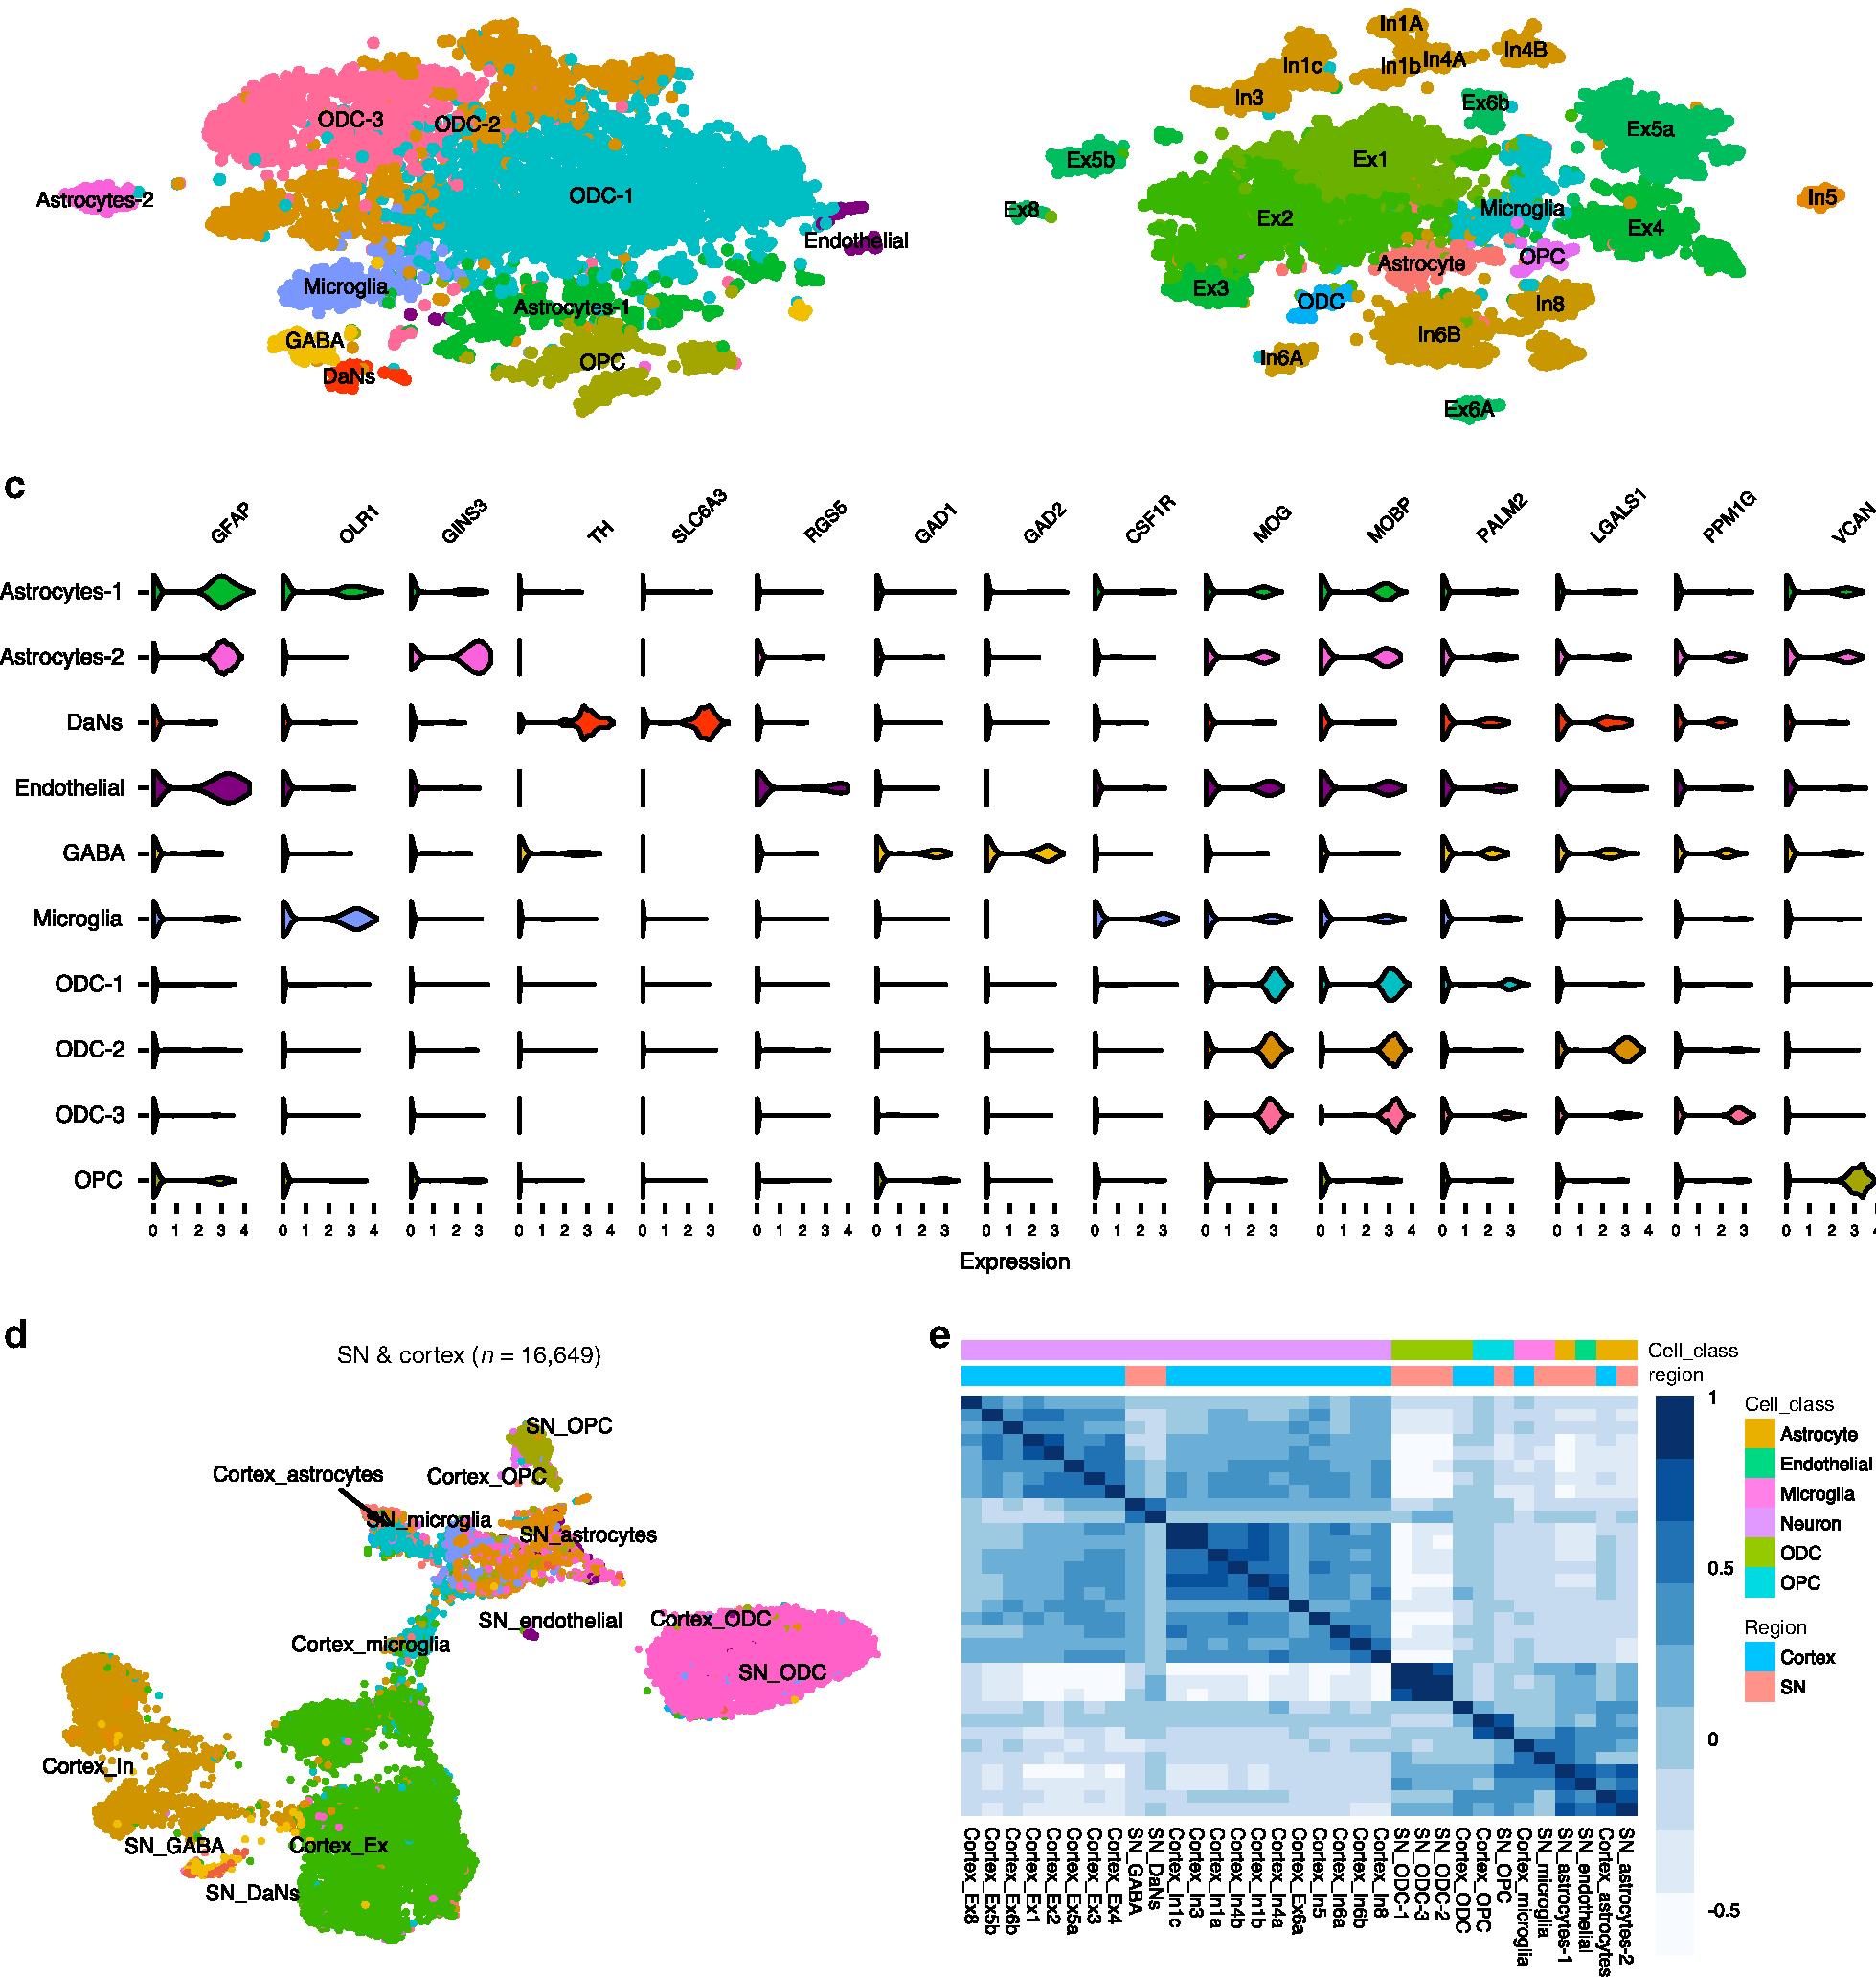 ODC-3
ODC-2
ODC-1
Astrocytes-2
Endothelial
Microglia
Astrocytes-1
GABA
DaNs
OPC
In1A
In1c
In1b
In4A
In4B
In3
Ex6b
Ex5a
Ex5b
Ex1
In5
Ex8
Ex2
Microglia
Ex4
Astrocyte
OPC
Ex3
ODC
In8
In6B
In6A
Ex6A
c
GFAP OLR1 GINS3 TH SLC6A3 RGS5 GAD1 GAD2 CSF1R MOG MOBP PALM2 LGALS1 PPM1G VCAN
Astrocytes-1
Astrocytes-2
DaNs
Endothelial
GABA
Microglia
ODC-1
ODC-2
ODC-3
OPC
0 1 2 3 4 0 1 2 3 4 0 1 2 3 0 1 2 3 4 0 1 2 3 0 1 2 3 4 0 1 2 3 0 1 2 3 0 1 2 3 0 1 2 3 0 1 2 3 4 0 1 2 3 0 1 2 3 4 0 1 2 3 0 1 2 3 4
Expression
d
SN & cortex (n = 16,649)
SN_OPC
Cortex_astrocytes
Cortex_OPC
SN_microglia
SN_astrocytes
SN_endothelial
Cortex_ODC
Cortex_microglia
SN_ODC
Cortex_In
SN_GABA
Cortex_Ex
SN_DaNs
e
Cell_class
region
1
0.5
0
-0.5
Cell_class
Astrocyte
Endothelial
Microglia
Neuron
ODC
OPC
Region
Cortex
SN
Cortex_Ex8
Cortex_Ex5b
Cortex_Ex6b
Cortex_Ex1
Cortex_Ex2
Cortex_Ex5a
Cortex_Ex3
Cortex_Ex4
SN_GABA
SN_DaNs
Cortex_In1c
Cortex_In3
Cortex_In1a
Cortex_In4b
Cortex_In1b
Cortex_In4a
Cortex_Ex6a
Cortex_In5
Cortex_In6a
Cortex_In6b
Cortex_In8
SN_ODC-1
SN_ODC-3
SN_ODC-2
Cortex_ODC
Cortex_OPC
SN_OPC
Cortex_microglia
SN_microglia
SN_astrocytes-1
SN_endothelial
Cortex_astrocytes
SN_astrocytes-2